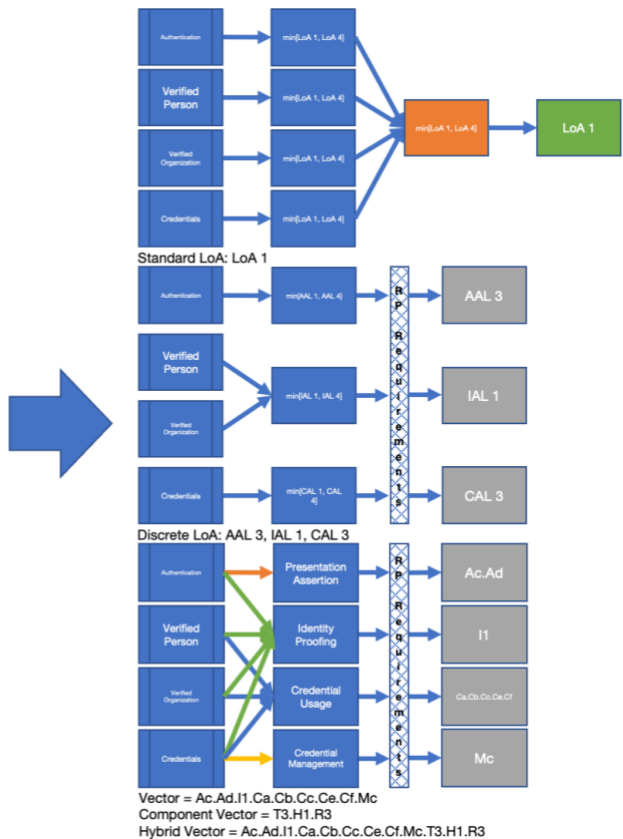 Authentication
min[LoA 1, LoA 4]
Verified
Person
min[LoA 1, LoA 4]
min[LoA 1, LoA 4]
LoA 1
Verified
Organization
min[LoA 1, LoA 4]
Credentials
min[LoA 1, LoA 4]
Standard LoA: LoA 1
Authentication
min[AAL 1, AAL 4]
RP Requirements
AAL 3
Verified
Person
min[IAL 1, IAL 4]
IAL 1
Verified
Organization
Credentials
min[CAL 1, CAL
4]
CAL 3
Discrete LoA: AAL 3, IAL 1, CAL 3
Authentication
Presentation
Assertion
RP Requirements
Ac.Ad
Verified
Person
Identity
Proofing
I1
Verified
Organization
Credential
Usage
Ca.Cb.Cc.Ce.Cf
Credentials
Credential
Management
Mc
Vector = Ac.Ad.I1.Ca.Cb.Cc.Ce.Cf.Mc
Component Vector = T3.H1.R3
Hybrid Vector = Ac.Ad.I1.Ca.Cb.Cc.Ce.Cf.Mc.T3.H1.R3